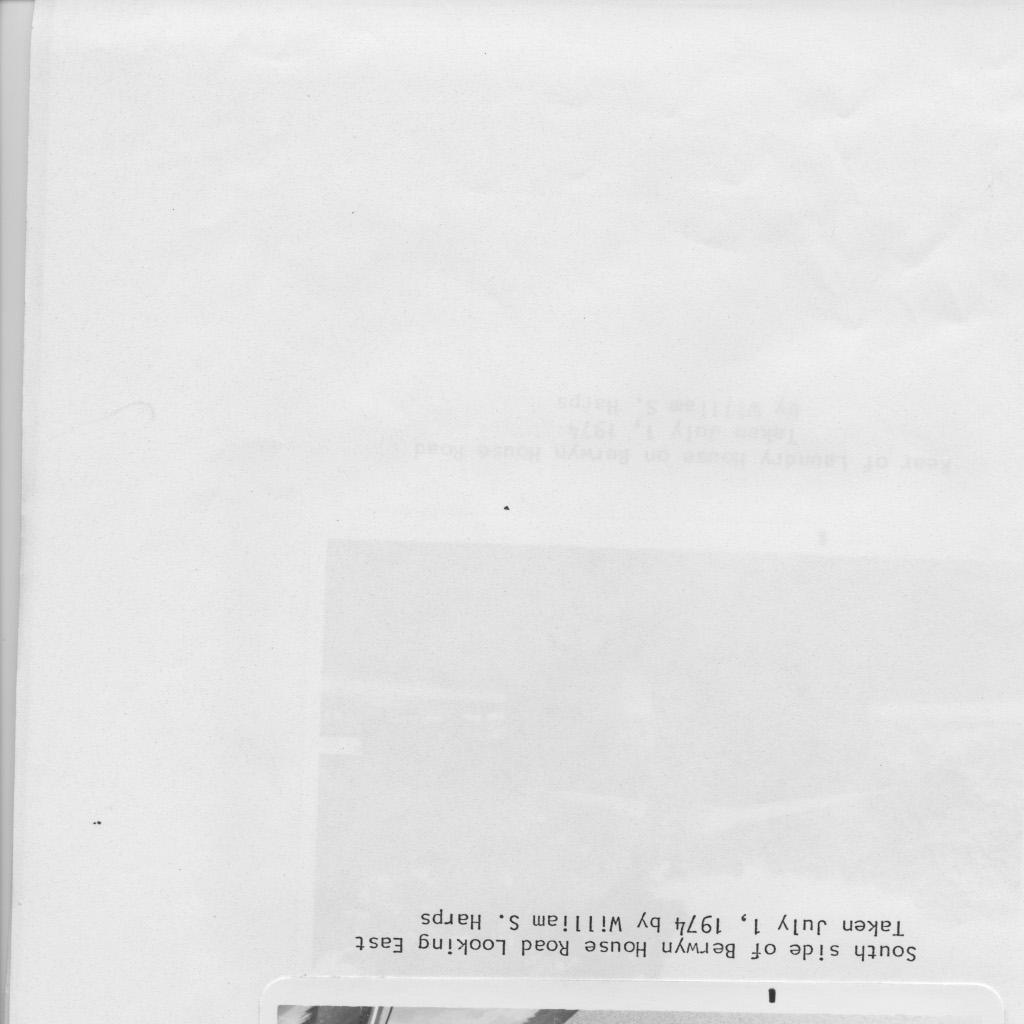 South side of Berwyn House Road Looking East
Taken July 1, 1974 by William S. Harps
Rear of Laundry House on Berwyn House Road
Taken July 1, 1974
By William S. Harps